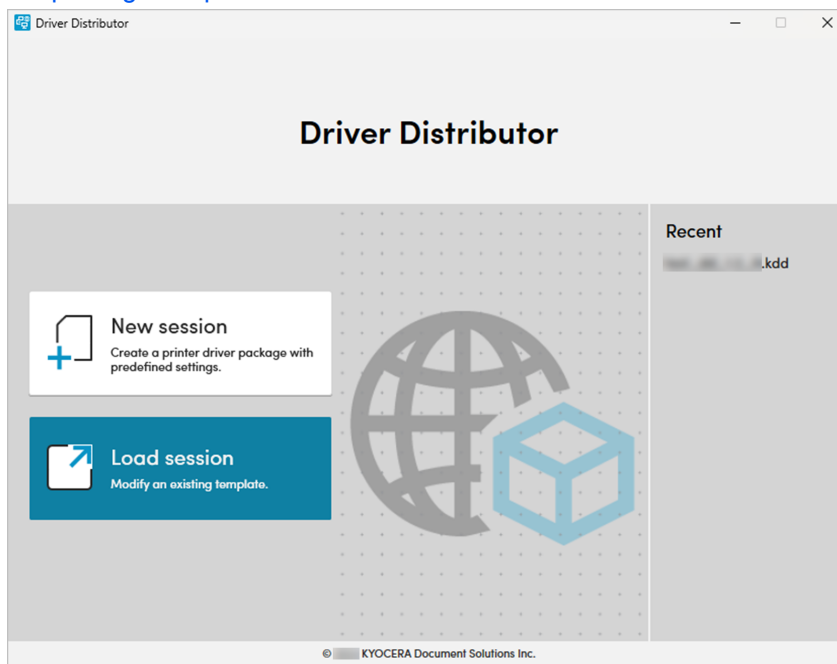 Driver Distributor
Driver Distributor
New session
Create a printer driver package with
predefined settings.
Load session
Modify an existing template.
Recent
.kdd
© KYOCERA Document Solutions Inc.